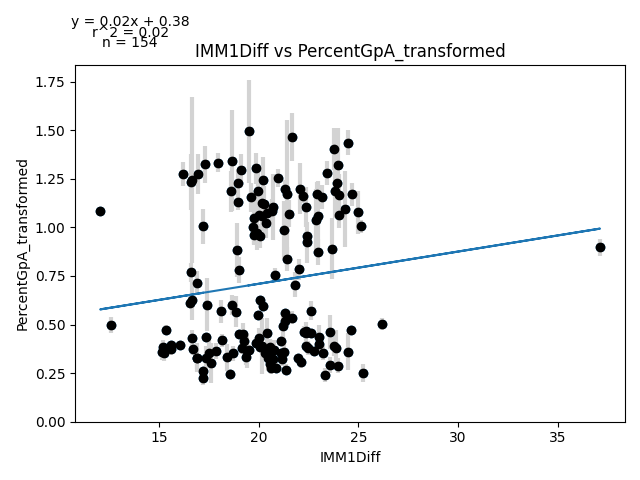 y = 0.02x + 0.38
r^2 = 0.02
n = 154
IMM1Diff vs PercentGpA_transformed
PercentGpA_transformed
1.75
1.50
1.25
1.00
0.75
0.50
0.25
0.00
15
20
25
30
35
IMM1Diff